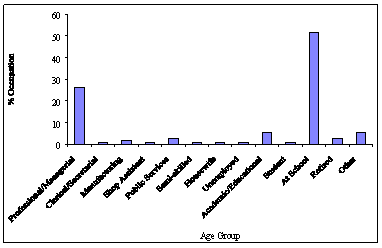 60
50
40
30
20
10
0
% Occupation
Professional/Managerial
Clerical/Secretarial
Manufacturing
Shop Assistant
Public Services
Semi-skilled
Housewife
Unemployed
Academic/Educational
Student
At School
Retired
Other
Age Group